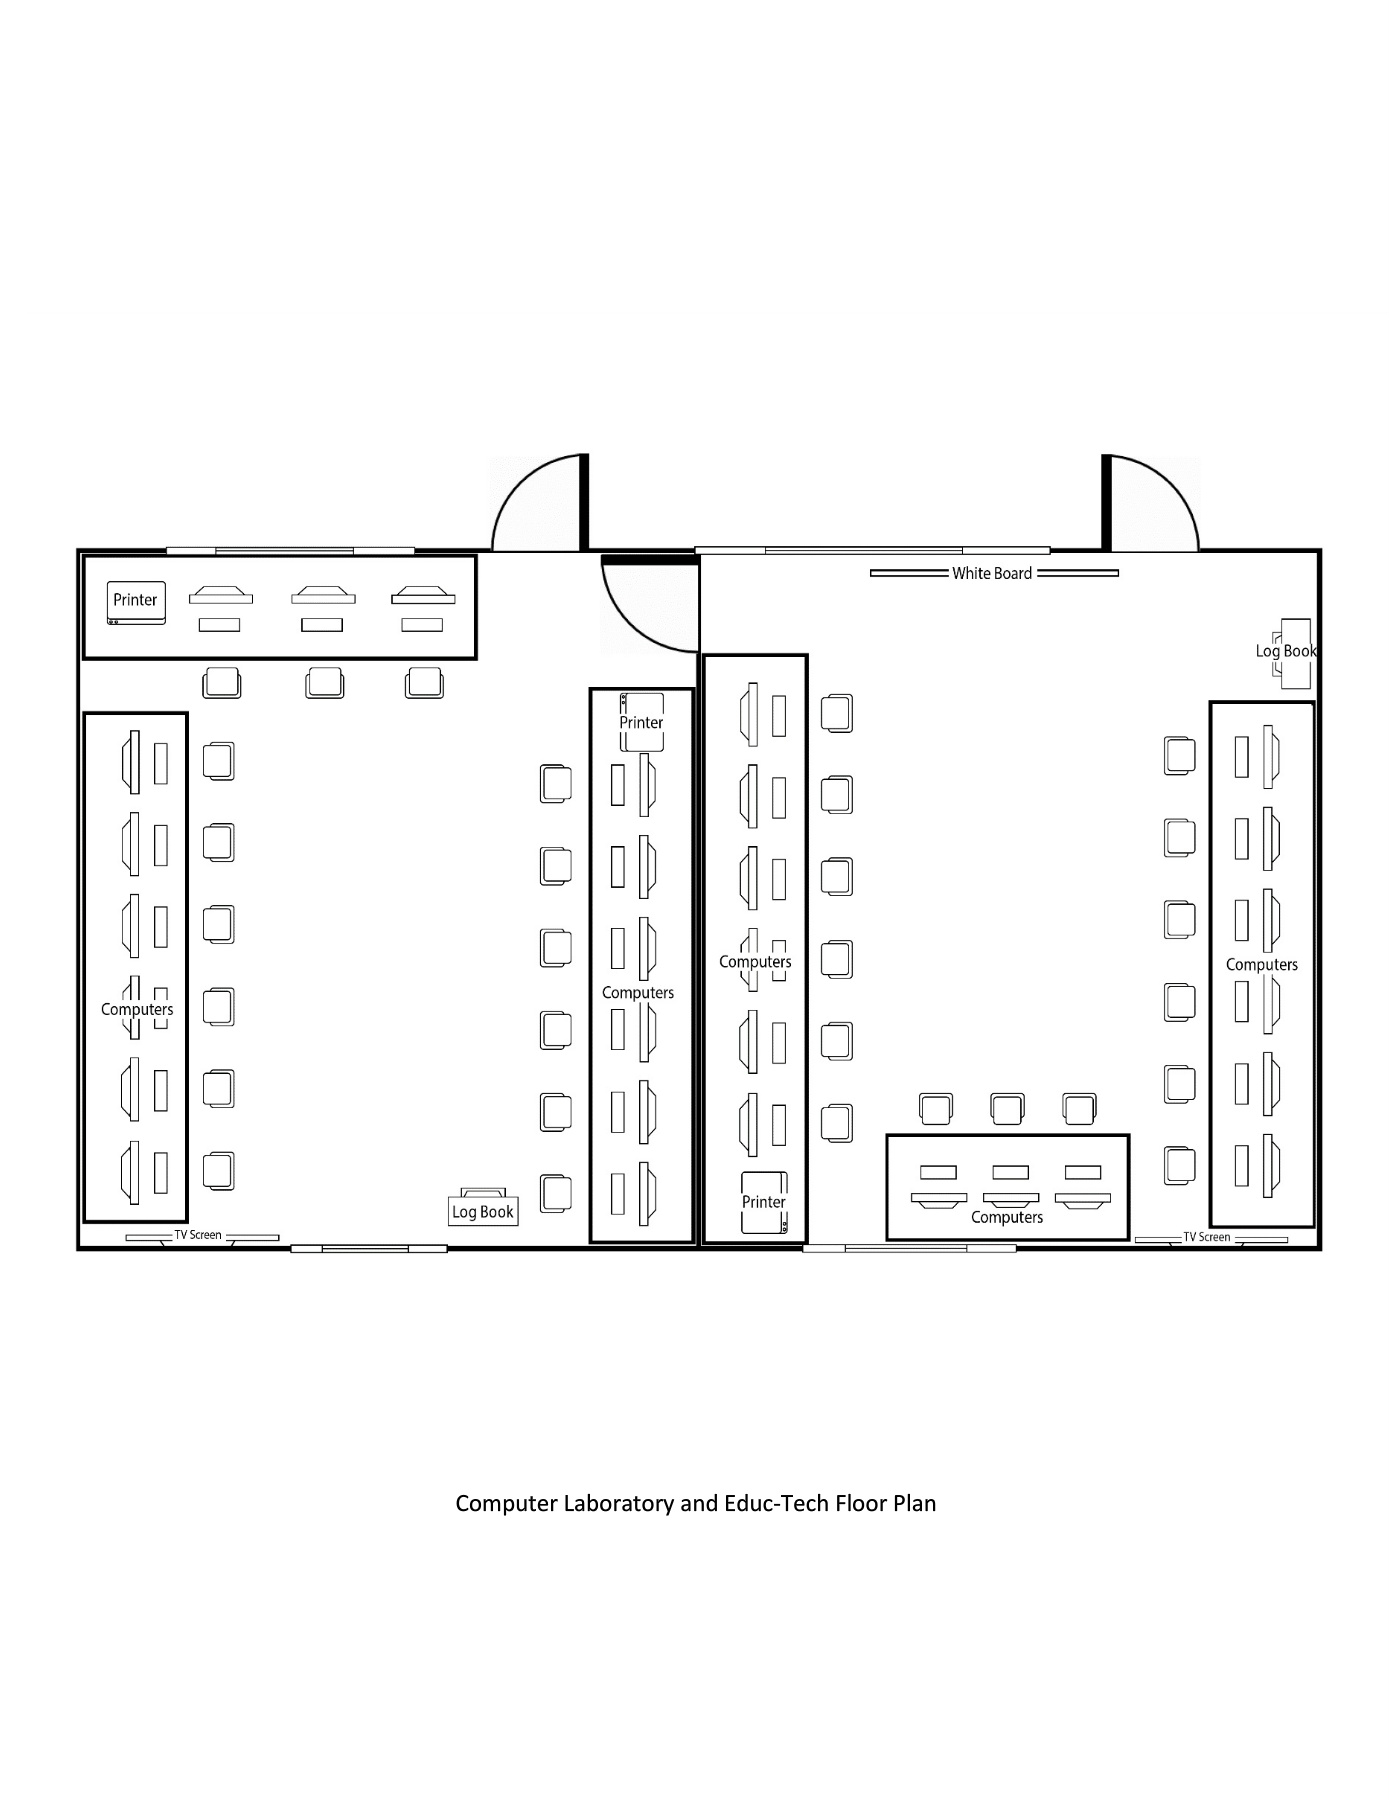 White Board
Printer
Log Book
Printer
Computers
Computers
Computers
Computers
Printer
Log Book
Computers
TV Screen
TV Screen
Computer Laboratory and Educ-Tech Floor Plan